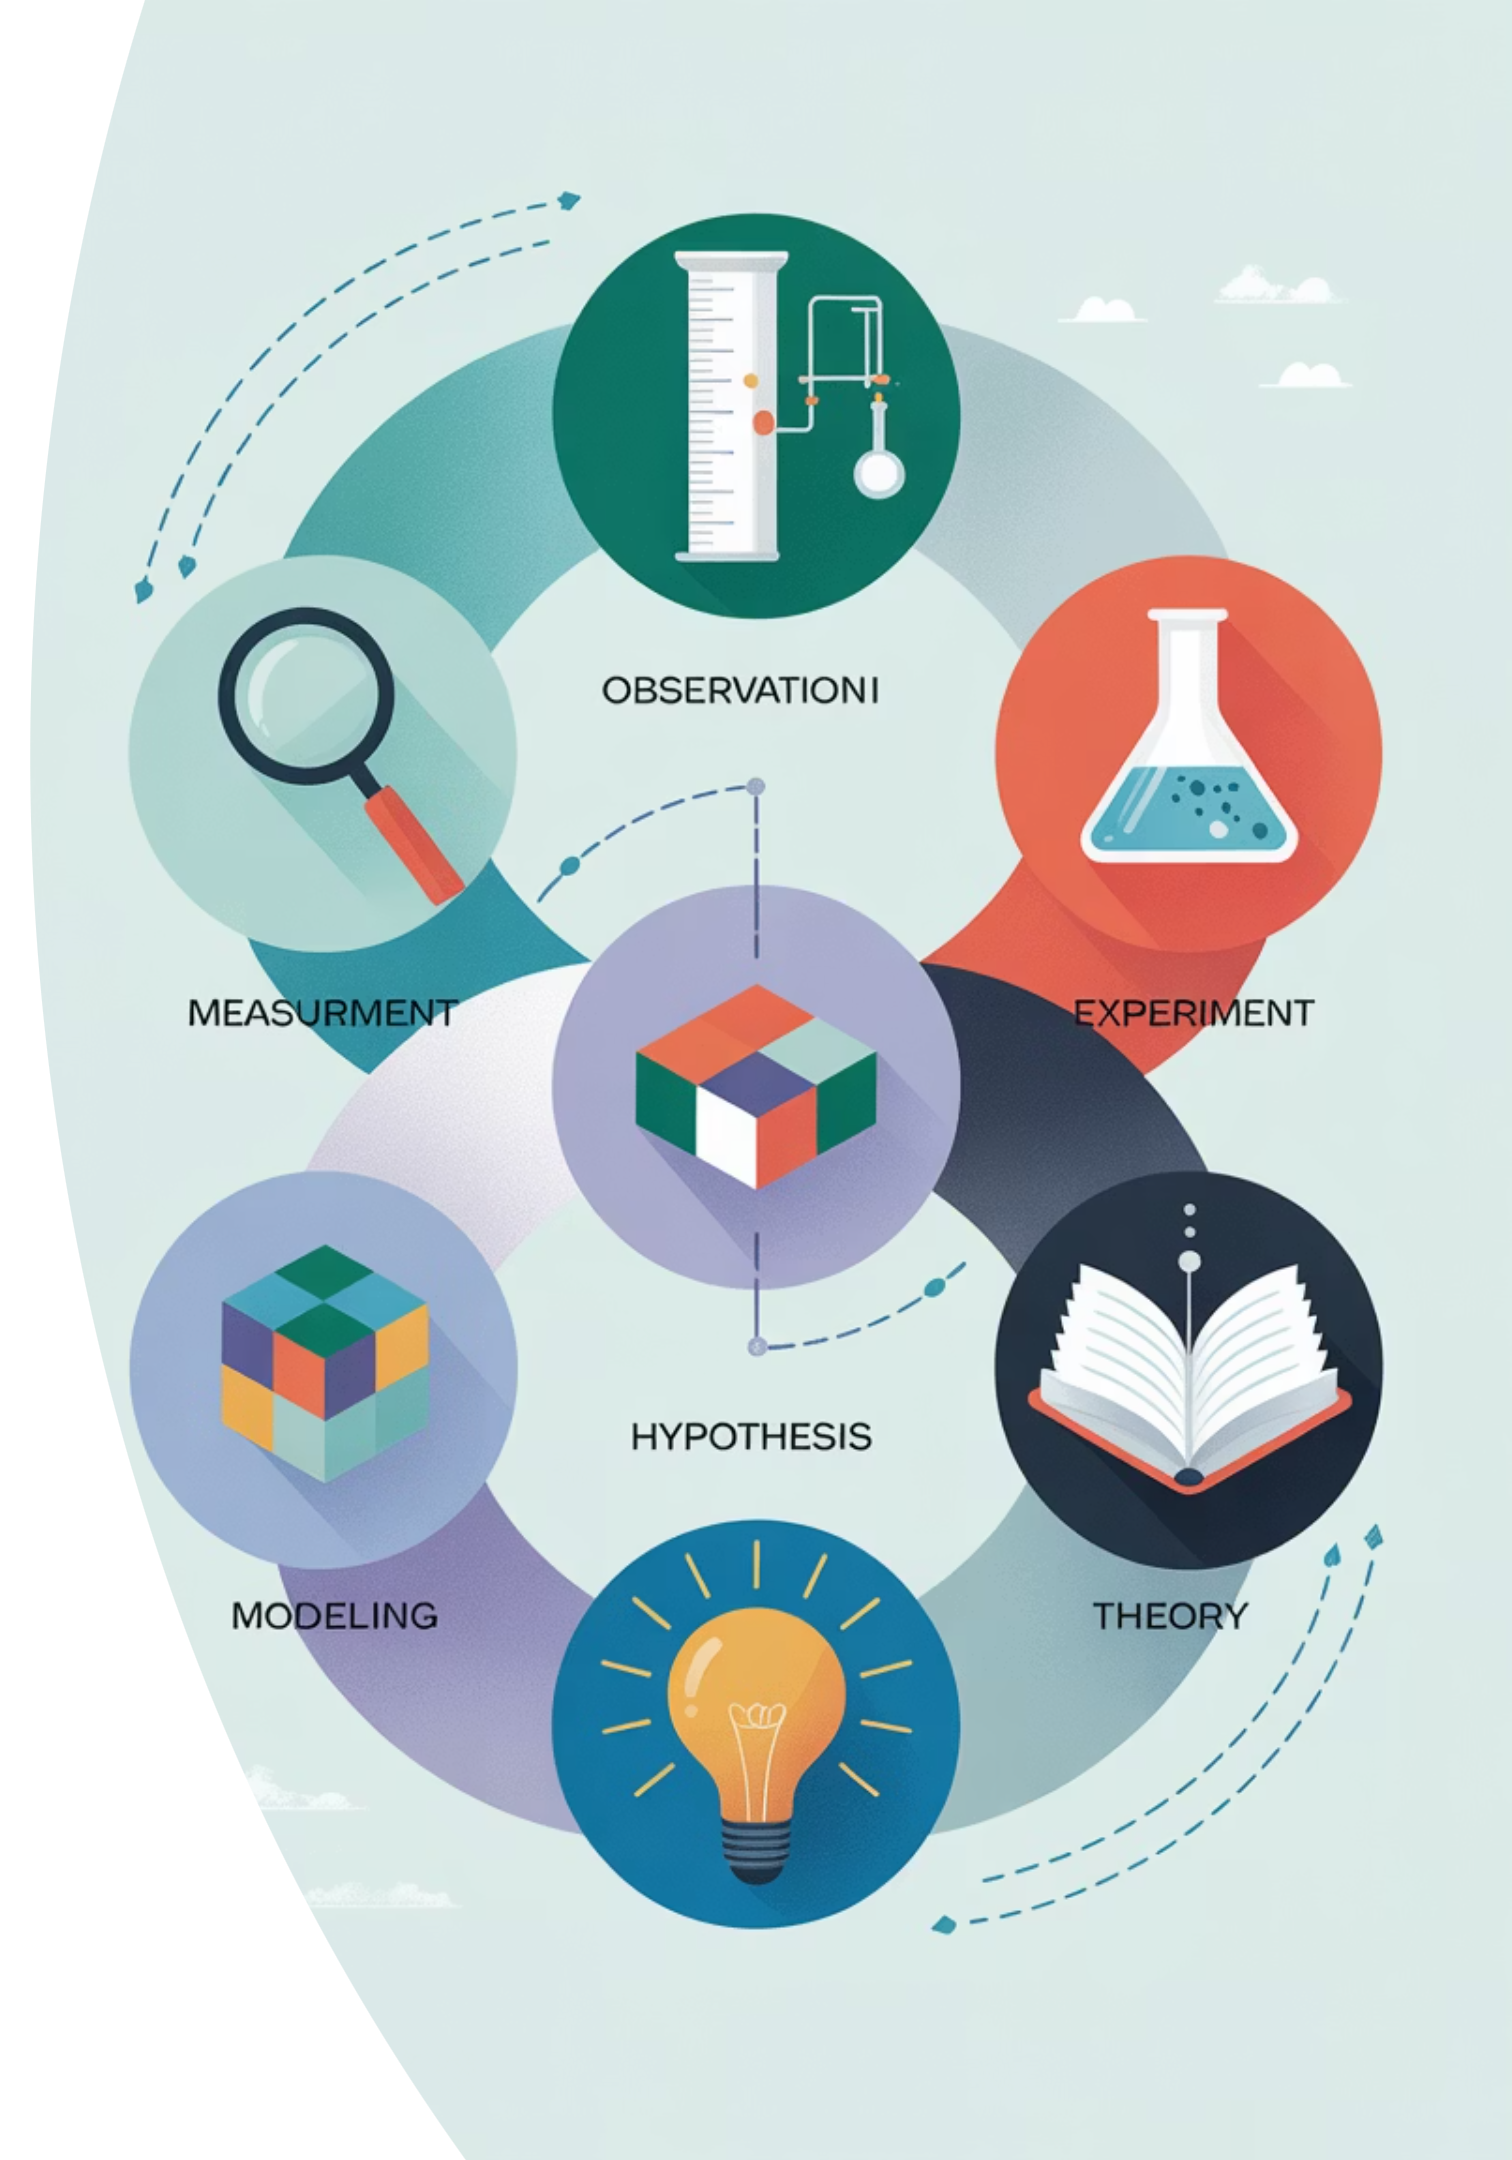 OBSERVATIONI
MEASURMENT
EXPERIMENT
HYPOTHESIS
MODELING
THEORY